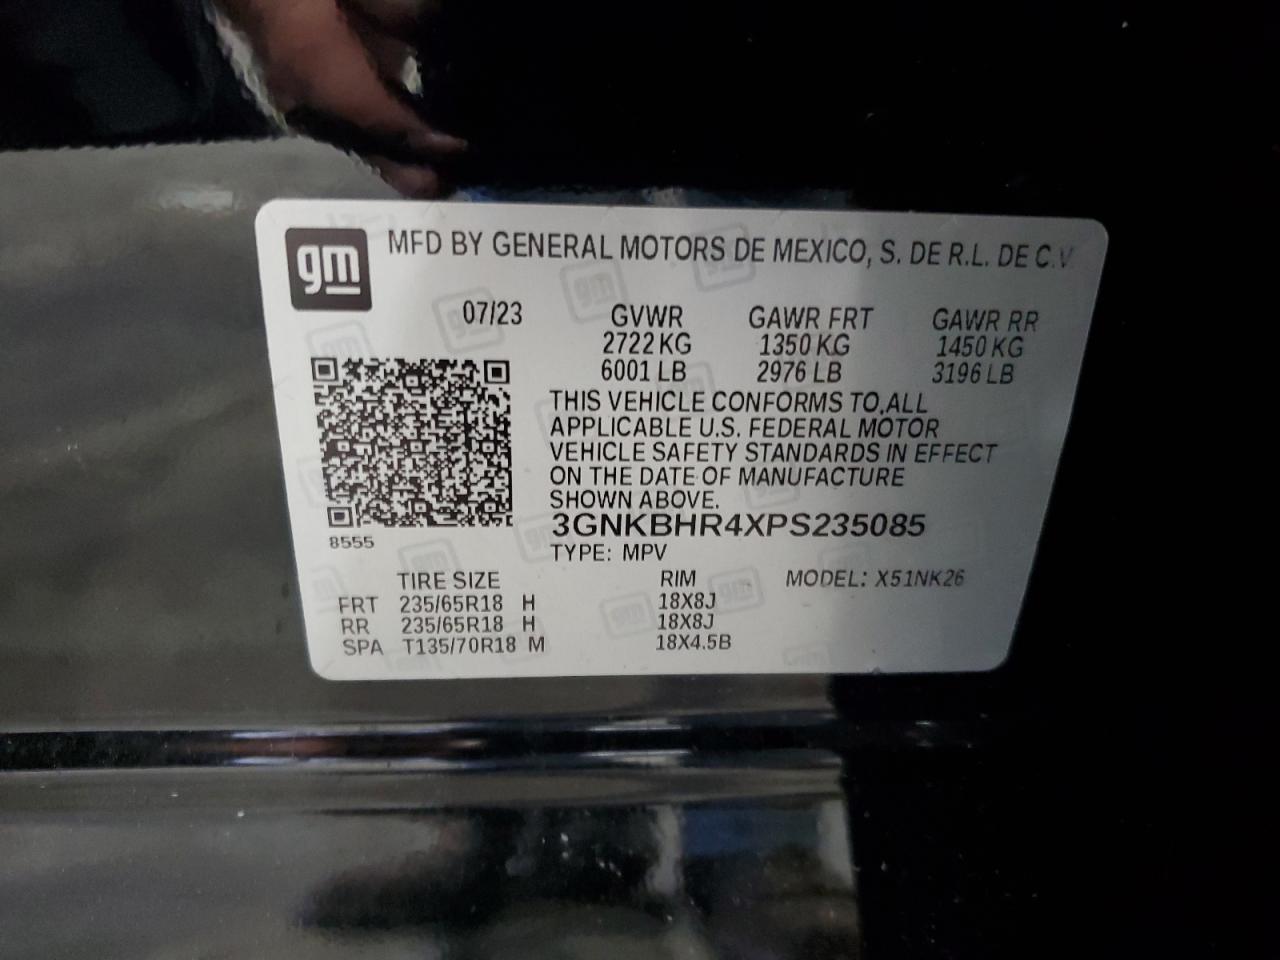 gm
MFD BY GENERAL MOTORS DE MEXICO, S. DE R.L. DE C.V
07/23 GVWR GAWR FRT GAWR RR
2722 KG 1350 KG 1450 KG
6001 LB 2976 LB 3196 LB
THIS VEHICLE CONFORMS TO ALL
APPLICABLE U.S. FEDERAL MOTOR
VEHICLE SAFETY STANDARDS IN EFFECT
ON THE DATE OF MANUFACTURE
SHOWN ABOVE.
3GNKBHR4XPS235085
8555
TYPE: MPV
TIRE SIZE RIM MODEL: X51NK26
FRT 235/65R18 H 18X8J
RR 235/65R18 H 18X8J
SPA T135/70R18 M 18X4.5B